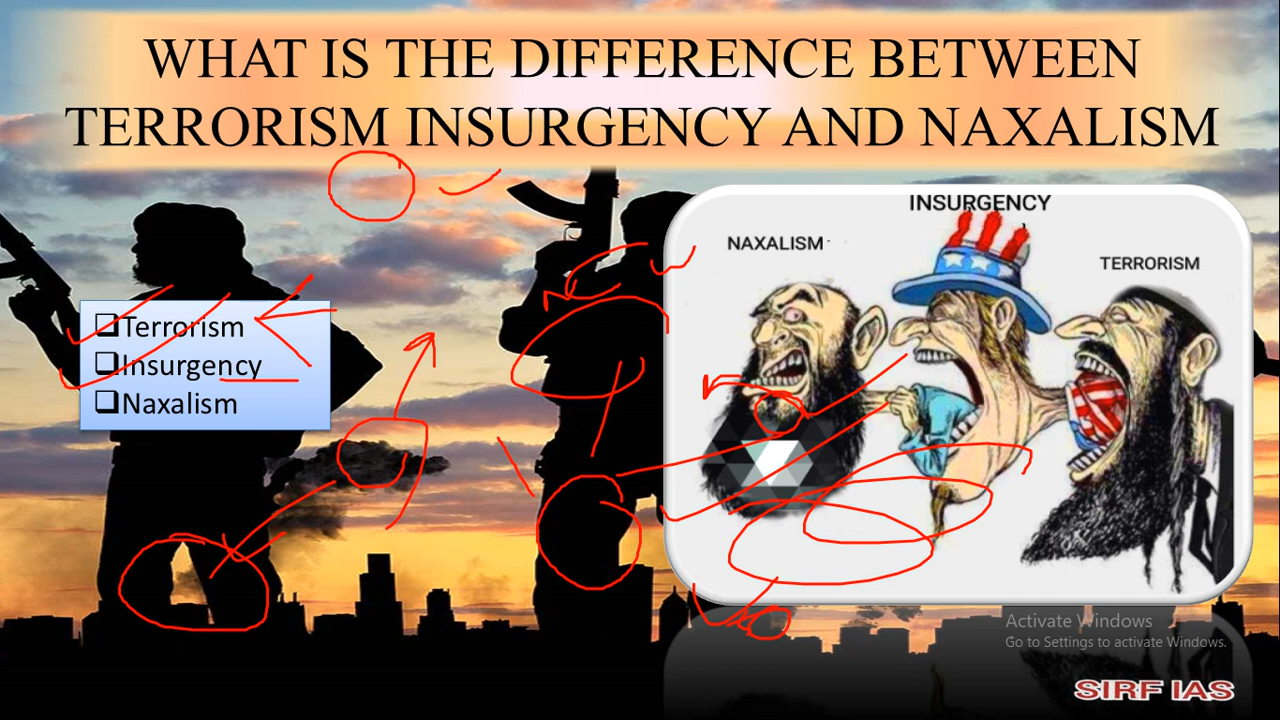 WHAT IS THE DIFFERENCE BETWEEN
TERRORISM INSURGENCY AND NAXALISM
❑Terrorism
❑Insurgency
❑Naxalism
INSURGENCY
NAXALISM
TERRORISM
Activate Windows
Go to Settings to activate Windows.
SIRF IAS